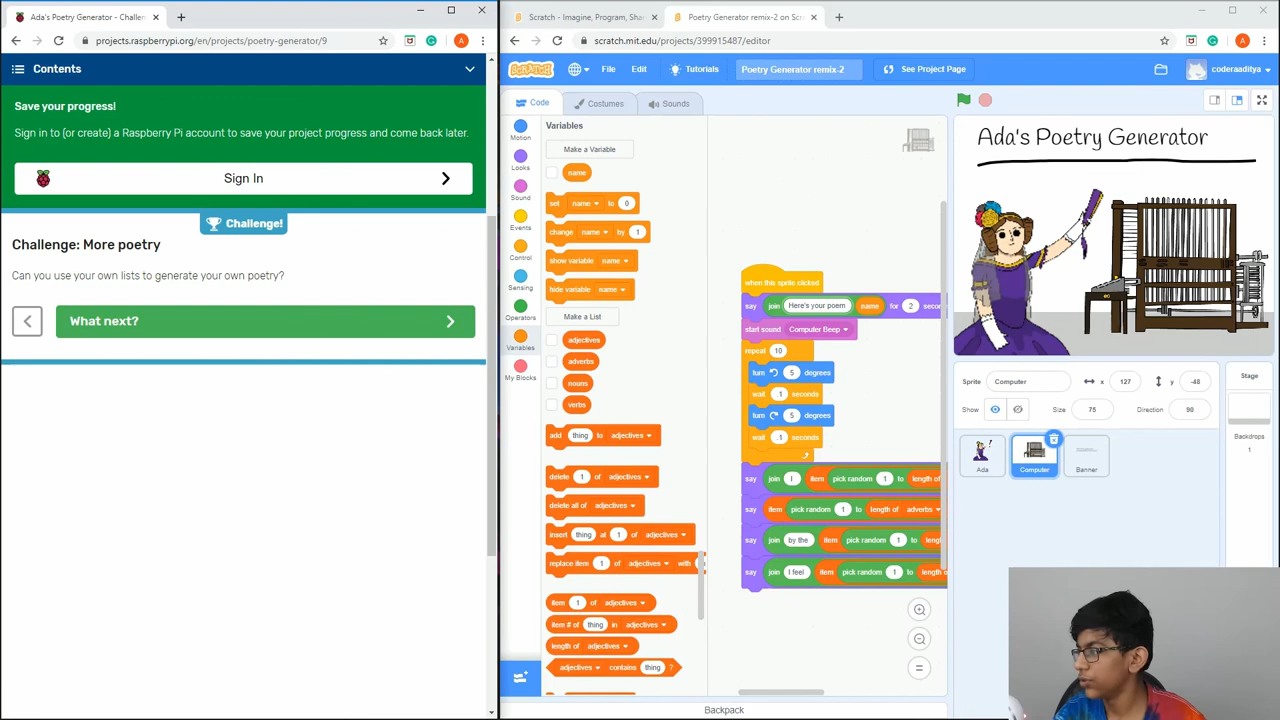 Ada's Poetry Generator - Challen
projects.raspberrypi.org/en/projects/poetry-generator/9
A
Contents
Save your progress!
Sign in to (or create) a Raspberry Pi account to save your project progress and come back later.
Sign In
Challenge!
Challenge: More poetry
Can you use your own lists to generate your own poetry?
What next?
Scratch - Imagine, Program, Sha
Poetry Generator remix-2 on Scr
scratch.mit.edu/projects/399915487/editor
A
SCRATCH
File
Edit
Tutorials
Poetry Generator remix-2
See Project Page
coderaaditya
Code
Costumes
Sounds
Motion
Looks
Sound
Events
Control
Sensing
Operators
Variables
My Blocks
Variables
Make a Variable
name
set name to 0
change name by 1
show variable name
hide variable name
Make a List
adjectives
adverbs
nouns
verbs
add thing to adjectives
delete 1 of adjectives
delete all of adjectives
insert thing at 1 of adjectives
replace item 1 of adjectives with
item 1 of adjectives
item # of thing in adjectives
length of adjectives
adjectives contains thing ?
when this sprite clicked
say join Here's your poem name for 2 secon
start sound Computer Beep
repeat 10
turn 5 degrees
wait .1 seconds
turn 5 degrees
wait .1 seconds
say join I item pick random 1 to length of
say item pick random 1 to length of adverbs
say join by the item pick random 1 to leng
say join I feel item pick random 1 to length o
Backpack
Ada's Poetry Generator
Sprite Computer x 127 y -48
Show Size 75 Direction 90
Ada
Computer
Banner
Stage
Backdrops
1